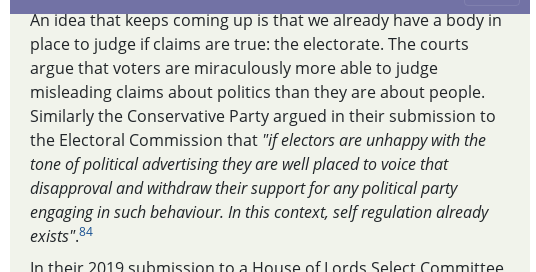 An idea that keeps coming up is that we already have a body in
place to judge if claims are true: the electorate. The courts
argue that voters are miraculously more able to judge
misleading claims about politics than they are about people.
Similarly the Conservative Party argued in their submission to
the Electoral Commission that "if electors are unhappy with the
tone of political advertising they are well placed to voice that
disapproval and withdraw their support for any political party
engaging in such behaviour. In this context, self regulation already
exists".84
In their 2019 submission to a House of Lords Select Committee